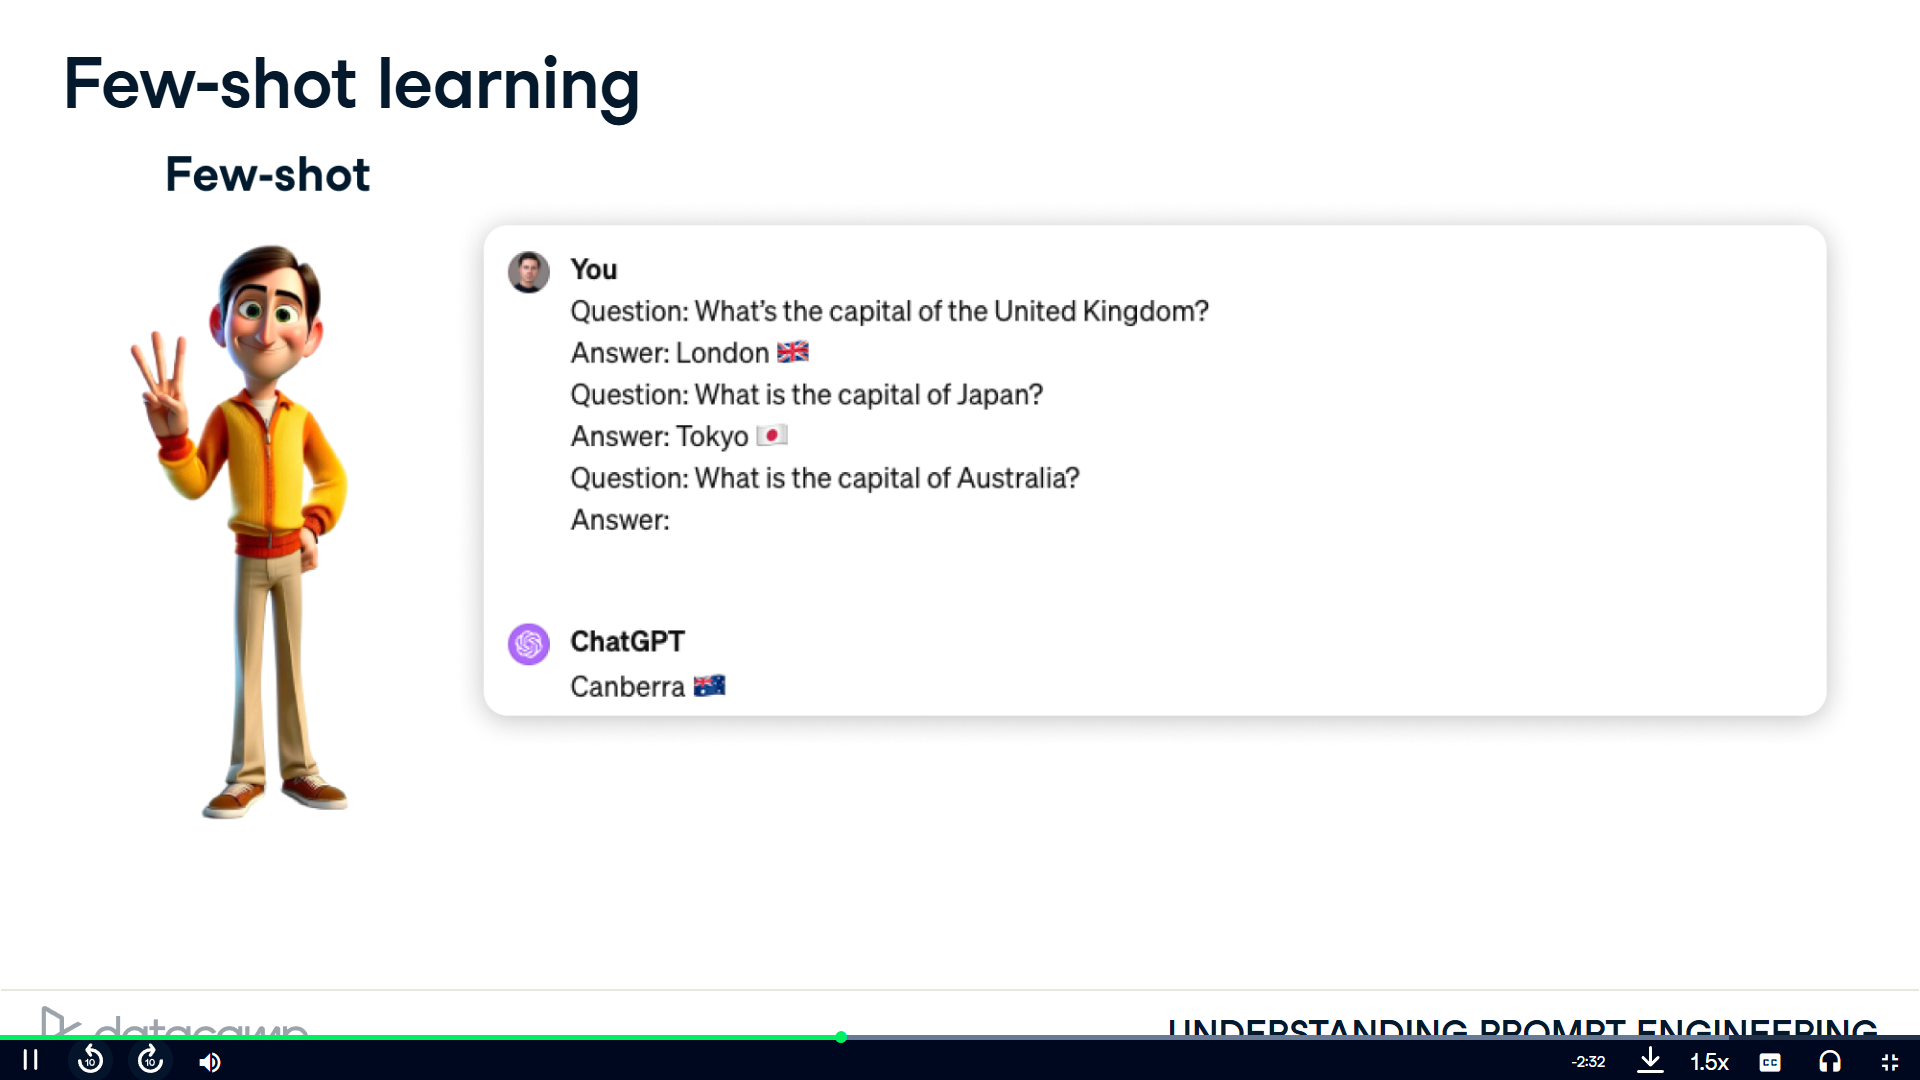 Few-shot learning
Few-shot
You
Question: What’s the capital of the United Kingdom?
Answer: London 🇬🇧
Question: What is the capital of Japan?
Answer: Tokyo 🇯🇵
Question: What is the capital of Australia?
Answer:
ChatGPT
Canberra 🇦🇺
datacamp
UNDERSTANDING PROMPT ENGINEERING
10
10
-2:32
1.5x
CC